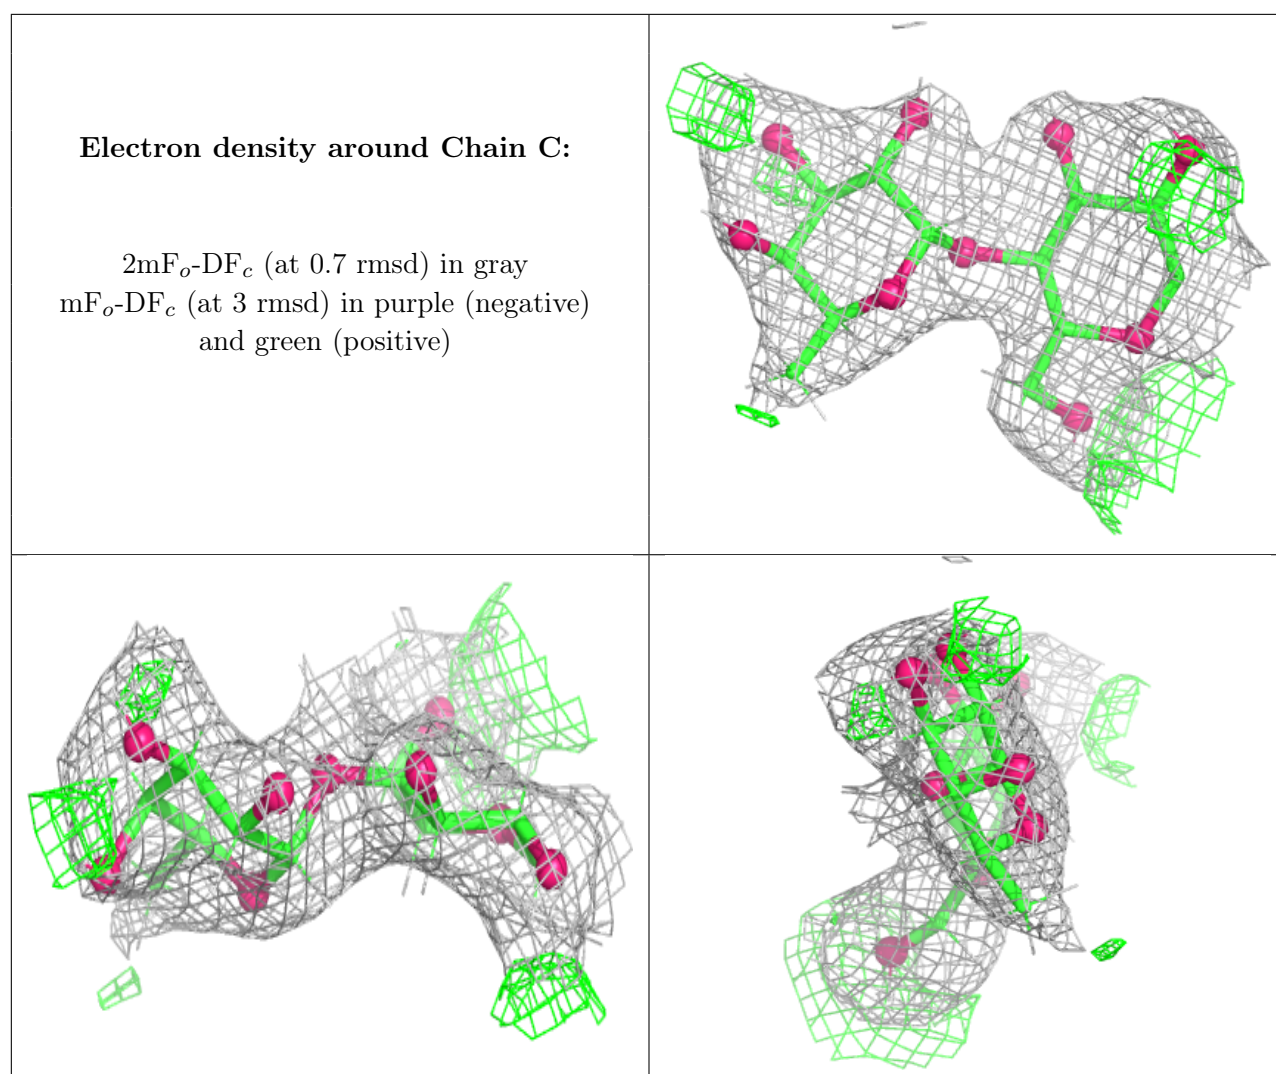 Electron density around Chain C:
2mFₒ-DF𝒸 (at 0.7 rmsd) in gray
mFₒ-DF𝒸 (at 3 rmsd) in purple (negative)
and green (positive)